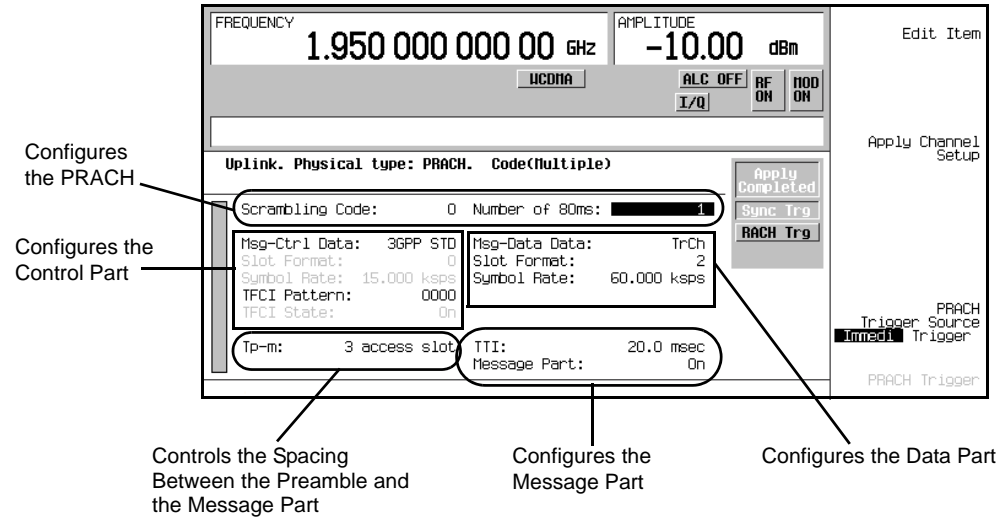 FREQUENCY
1.950 000 000 00 GHz
AMPLITUDE
-10.00 dBm
WCDMA
ALC OFF
I/Q
RF ON
MOD ON
Edit Item
Apply Channel
Setup
Uplink. Physical type: PRACH. Code(Multiple)
Apply
Completed
Sync Trg
RACH Trg
Configures
the PRACH
Scrambling Code: 0 Number of 80ms: 1
Configures the
Control Part
Msg-Ctrl Data: 3GPP STD
Slot Format: 0
Symbol Rate: 15.000 ksps
TFCI Pattern: 0000
TFCI State: On
Msg-Data Data: TrCh
Slot Format: 2
Symbol Rate: 60.000 ksps
Tp-m: 3 access slot
TTI: 20.0 msec
Message Part: On
PRACH
Trigger Source
Immedi Trigger
PRACH Trigger
Controls the Spacing
Between the Preamble and
the Message Part
Configures the
Message Part
Configures the Data Part